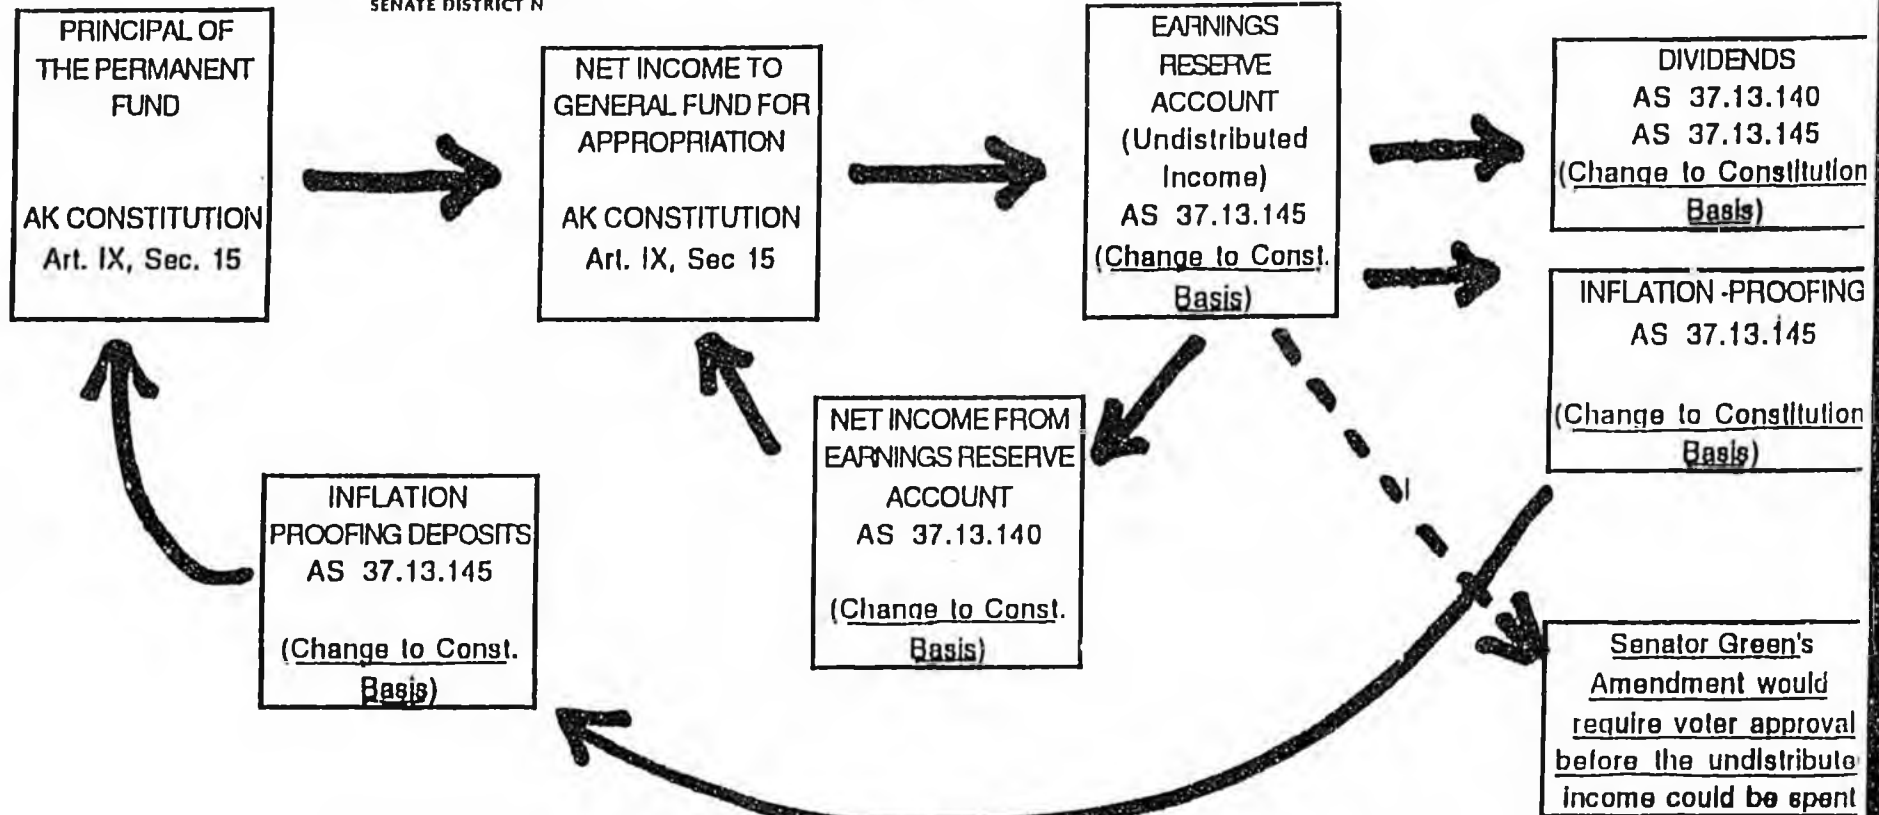 SENATE DISTRICT N
PRINCIPAL OF
THE PERMANENT
FUND
AK CONSTITUTION
Art. IX, Sec. 15
NET INCOME TO
GENERAL FUND FOR
APPROPRIATION
AK CONSTITUTION
Art. IX, Sec 15
EARNINGS
RESERVE
ACCOUNT
(Undistributed
Income)
AS 37.13.145
(Change to Const.
Basis)
DIVIDENDS
AS 37.13.140
AS 37.13.145
(Change to Constitution
Basis)
INFLATION -PROOFING
AS 37.13.145
(Change to Constitution
Basis)
NET INCOME FROM
EARNINGS RESERVE
ACCOUNT
AS 37.13.140
(Change to Const.
Basis)
INFLATION
PROOFING DEPOSITS
AS 37.13.145
(Change to Const.
Basis)
Senator Green's
Amendment would
require voter approval
before the undistribute
income could be spent